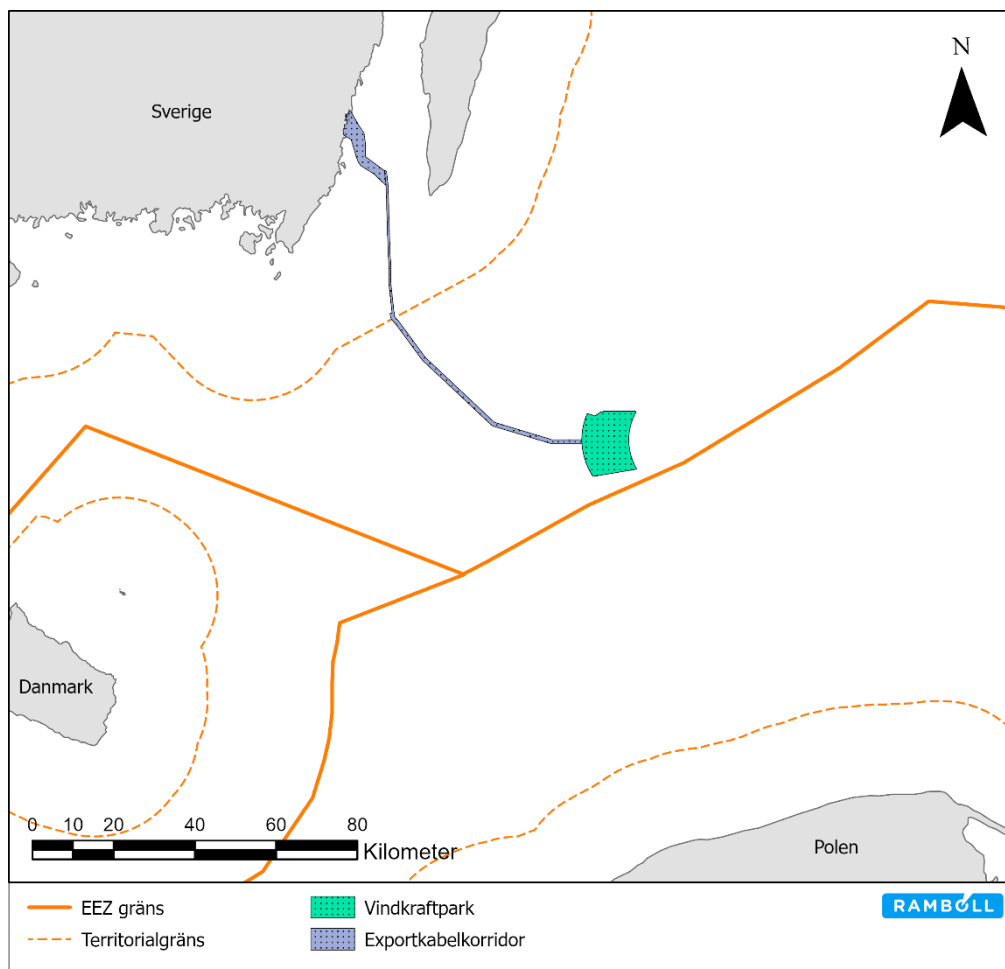 N
Sverige
Danmark
0 10 20 40 60 80
Kilometer
Polen
EEZ gräns
Vindkraftpark
RAMBOLL
Territorialgräns
Exportkabelkorridor